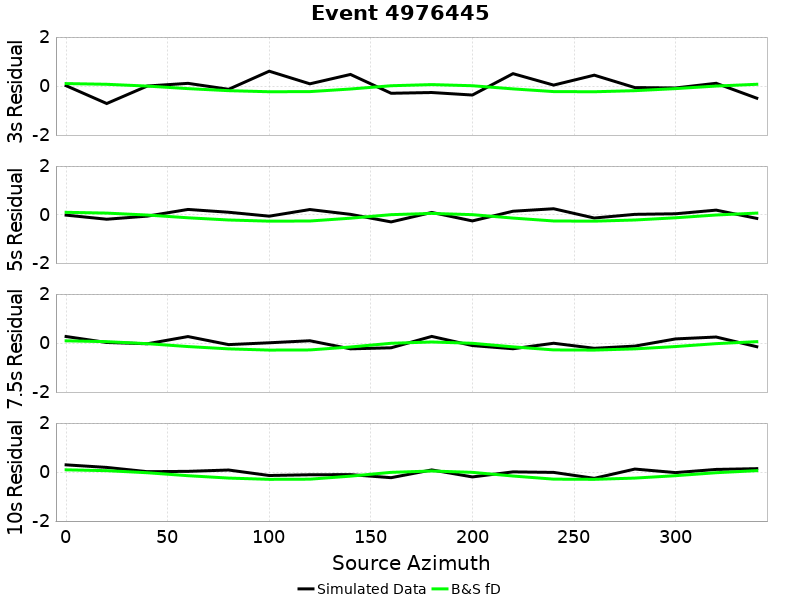 Event 4976445
3s Residual
2
0
-2
5s Residual
2
0
-2
7.5s Residual
2
0
-2
10s Residual
2
0
-2
0 50 100 150 200 250 300
Source Azimuth
Simulated Data B&S fD